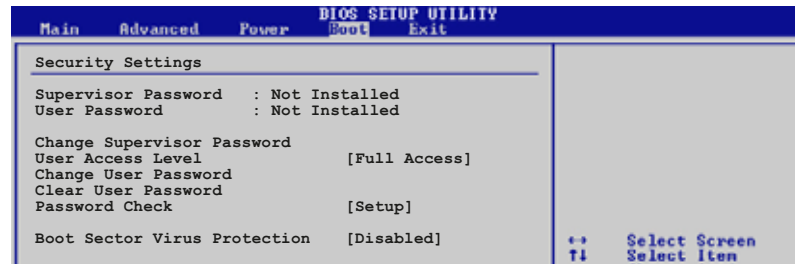 BIOS SETUP UTILITY
Main Advanced Power Boot Exit
Security Settings
Supervisor Password : Not Installed
User Password : Not Installed
Change Supervisor Password
User Access Level [Full Access]
Change User Password
Clear User Password
Password Check [Setup]
Boot Sector Virus Protection [Disabled]
↔ Select Screen
↑↓ Select Item